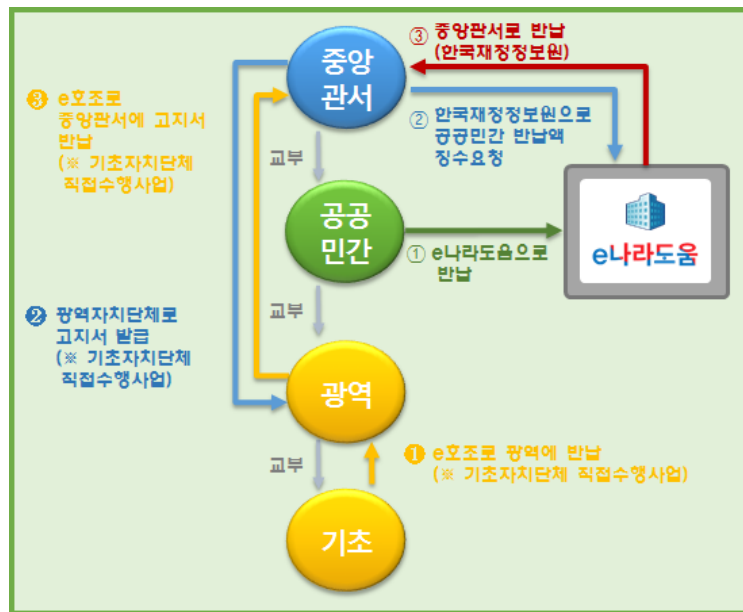 ③ 중앙관서로 반납
(한국재정정보원)
중앙
관서
❸ e호조로
중앙관서에 고지서
반납
(※ 기초자치단체
직접수행사업)
② 한국재정정보원으로
공공민간 반납액
징수요청
교부
공공
민간
① e나라도움으로
반납
e나라도움
교부
❷ 광역자치단체로
고지서 발급
(※ 기초자치단체
직접수행사업)
광역
교부
❶ e호조로 광역에 반납
(※ 기초자치단체 직접수행사업)
기초